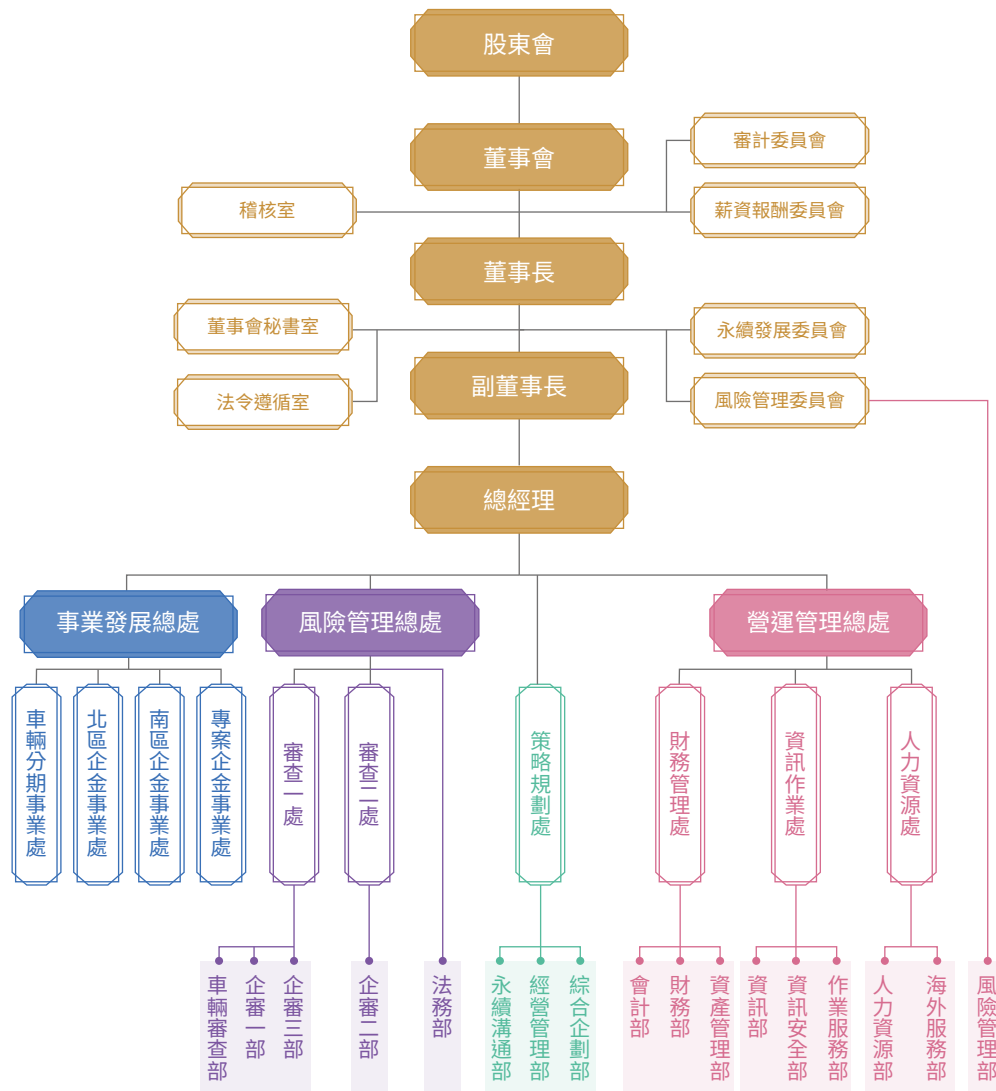 股東會
董事會
審計委員會
稽核室
薪資報酬委員會
董事長
董事會秘書室
永續發展委員會
副董事長
法令遵循室
風險管理委員會
總經理
事業發展總處
風險管理總處
營運管理總處
車輛分期事業處
北區企金事業處
南區企金事業處
專案企金事業處
審查一處
審查二處
策略規劃處
財務管理處
資訊作業處
人力資源處
車輛審查部
企審一部
企審三部
企審二部
法務部
永續溝通部
經營管理部
綜合企劃部
會計部
財務部
資產管理部
資訊部
資訊安全部
作業服務部
人力資源部
海外服務部
風險管理部